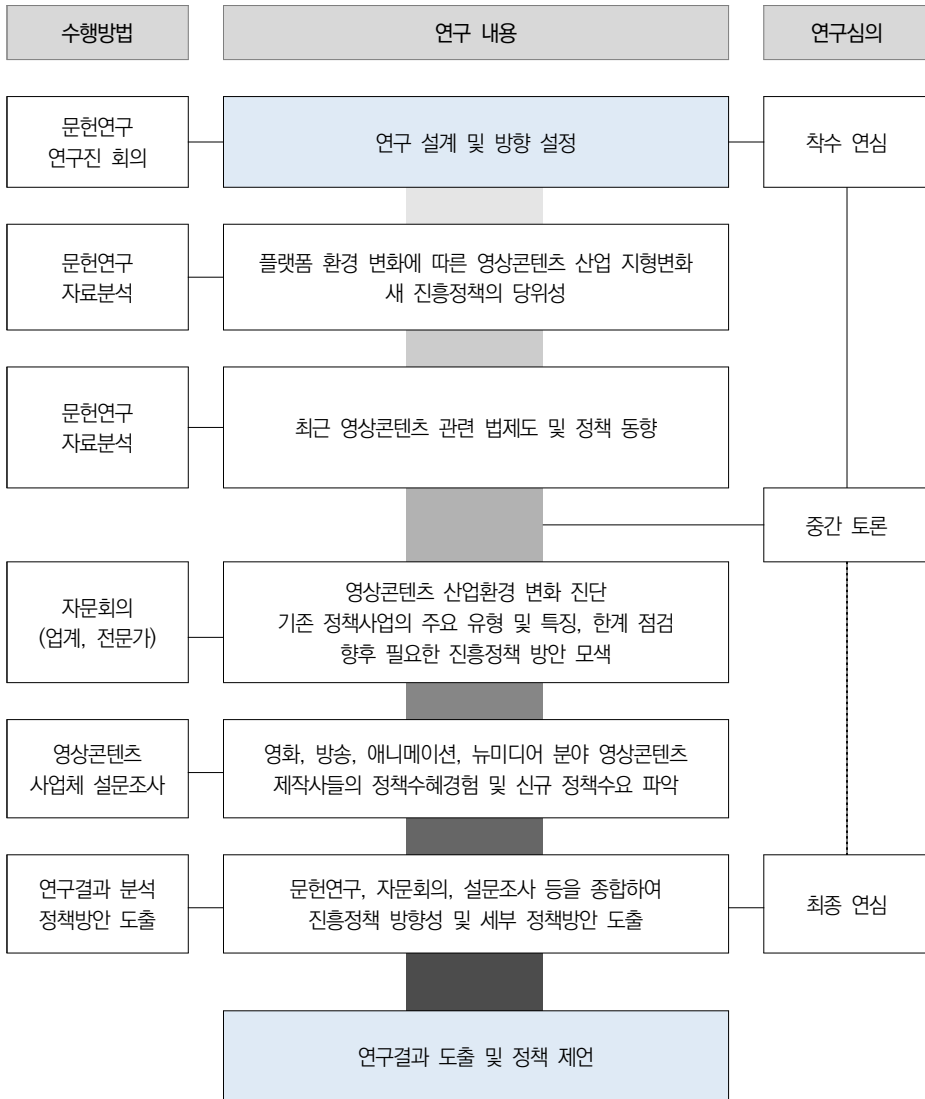 수행방법
연구 내용
연구심의
문헌연구
연구진 회의
연구 설계 및 방향 설정
착수 연심
문헌연구
자료분석
플랫폼 환경 변화에 따른 영상콘텐츠 산업 지형변화
새 진흥정책의 당위성
문헌연구
자료분석
최근 영상콘텐츠 관련 법제도 및 정책 동향
중간 토론
자문회의
(업계, 전문가)
영상콘텐츠 산업환경 변화 진단
기존 정책사업의 주요 유형 및 특징, 한계 점검
향후 필요한 진흥정책 방안 모색
영상콘텐츠
사업체 설문조사
영화, 방송, 애니메이션, 뉴미디어 분야 영상콘텐츠
제작사들의 정책수혜경험 및 신규 정책수요 파악
연구결과 분석
정책방안 도출
문헌연구, 자문회의, 설문조사 등을 종합하여
진흥정책 방향성 및 세부 정책방안 도출
최종 연심
연구결과 도출 및 정책 제언